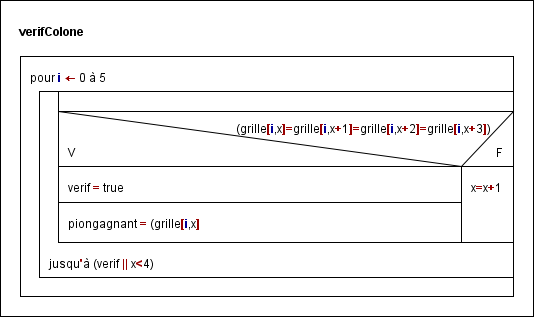 verifColone
pour i ← 0 à 5
(grille[i,x]=grille[i,x+1]=grille[i,x+2]=grille[i,x+3])
V
F
verif = true
x=x+1
piongagnant = (grille[i,x]
jusqu'à (verif || x<4)